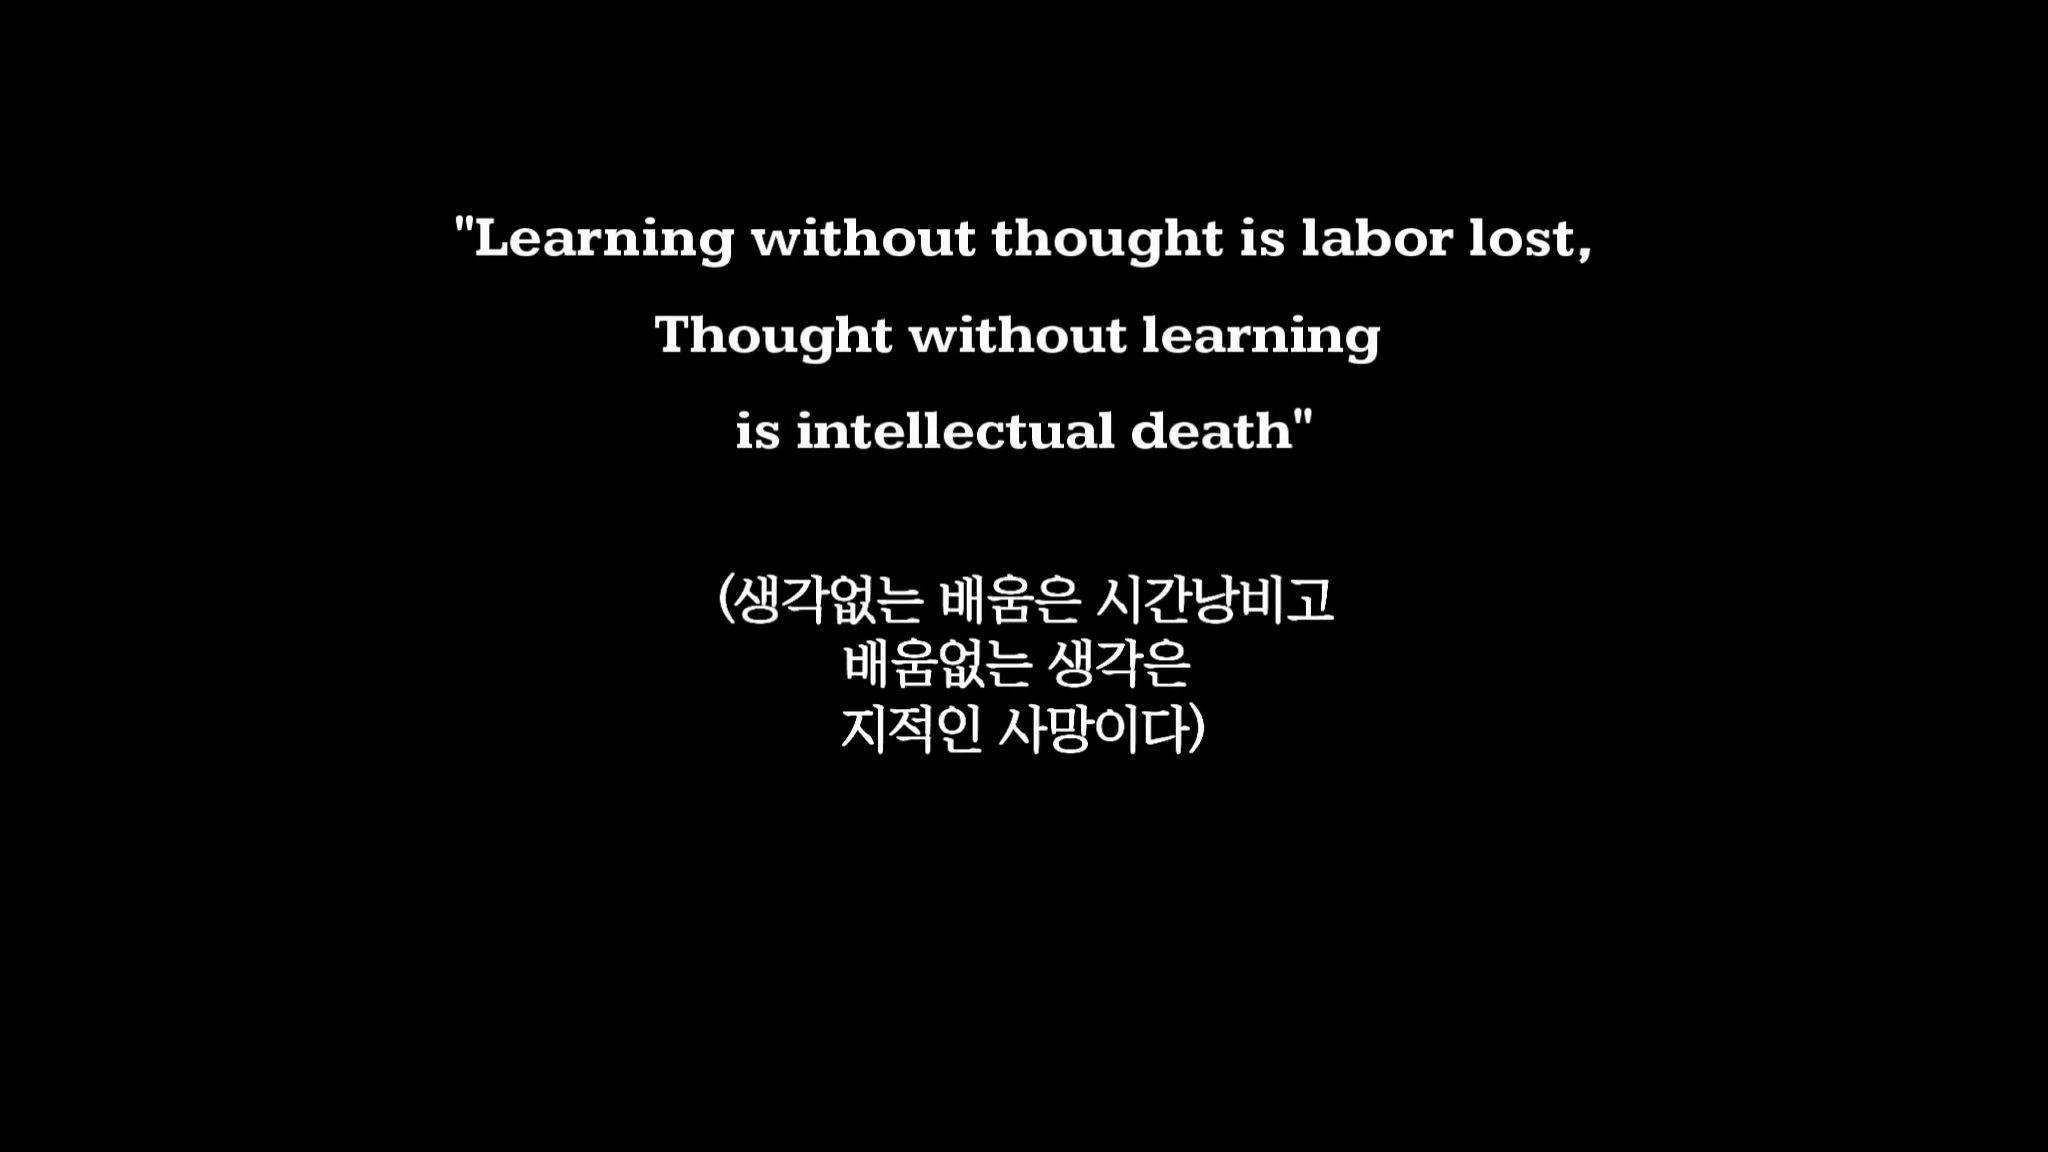 "Learning without thought is labor lost,
Thought without learning
is intellectual death"
(생각없는 배움은 시간낭비고
배움없는 생각은
지적인 사망이다)